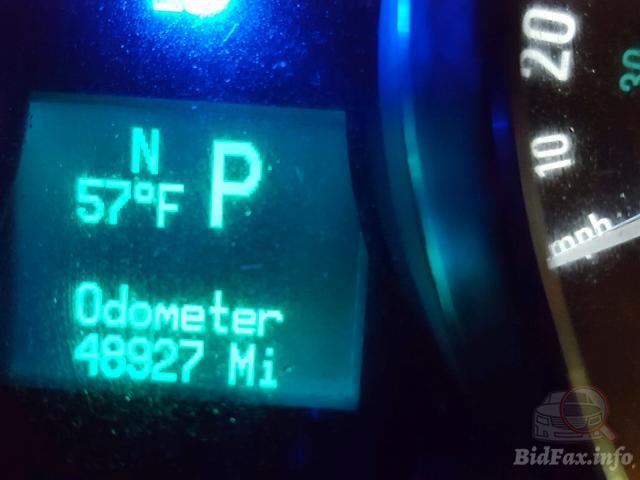 N
57°F P
Odometer
48927 Mi
20
10
mph
30
BidFax.info